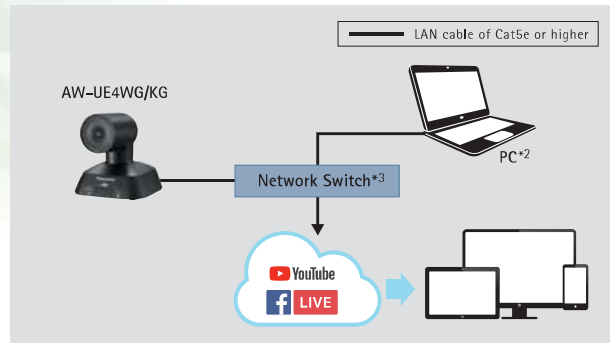 LAN cable of Cat5e or higher
AW-UE4WG/KG
PC*2
Network Switch*3
YouTube
f LIVE